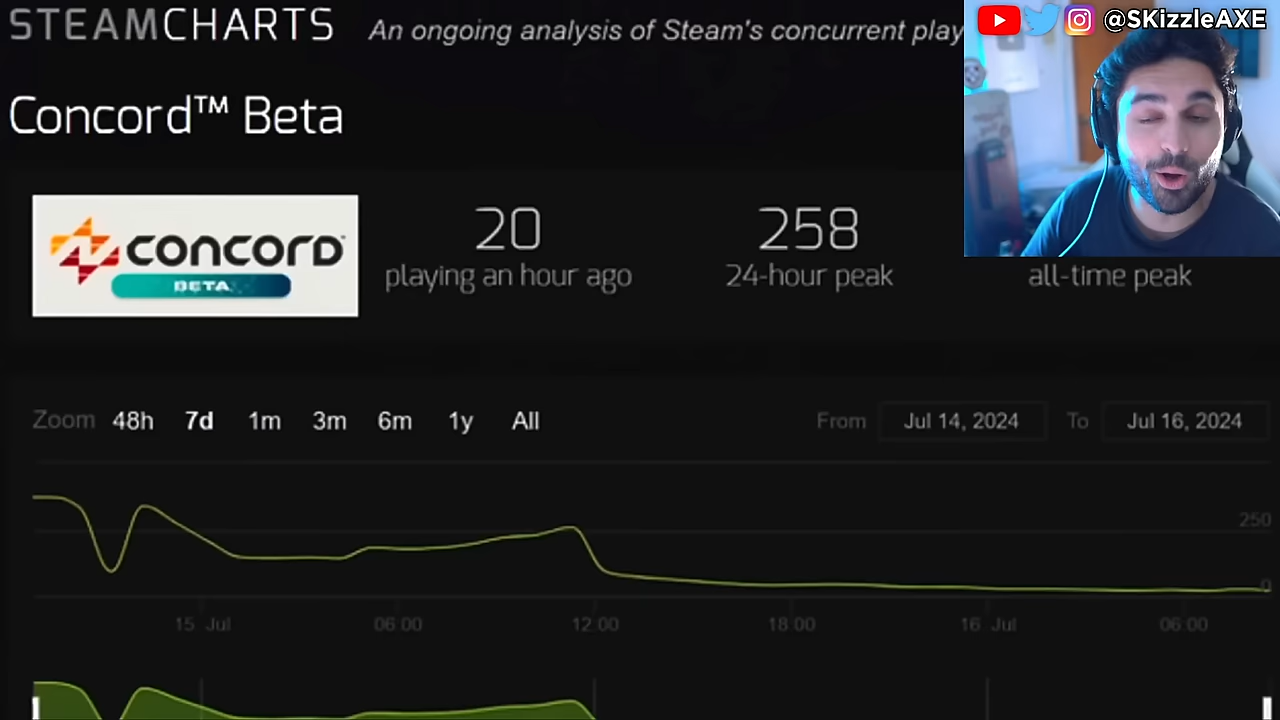 STEAMCHARTS
An ongoing analysis of Steam's concurrent play
@SKizzleAXE
Concord™ Beta
CONCORD™
BETA
20
playing an hour ago
258
24-hour peak
all-time peak
Zoom 48h 7d 1m 3m 6m 1y All
From Jul 14, 2024 To Jul 16, 2024
250
0
15 Jul 06:00 12:00 18:00 16 Jul 06:00